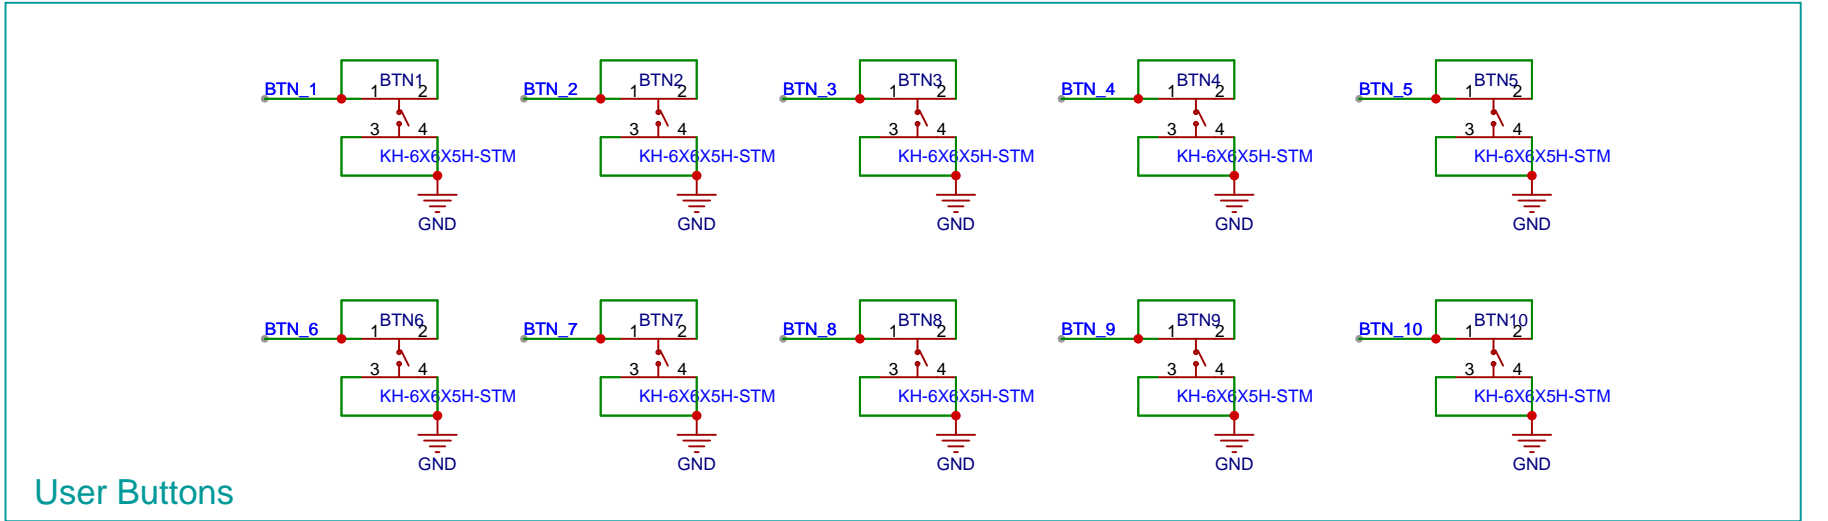 BTN_1 BTN1 1 2 3 4 KH-6X6X5H-STM GND
BTN_2 BTN2 1 2 3 4 KH-6X6X5H-STM GND
BTN_3 BTN3 1 2 3 4 KH-6X6X5H-STM GND
BTN_4 BTN4 1 2 3 4 KH-6X6X5H-STM GND
BTN_5 BTN5 1 2 3 4 KH-6X6X5H-STM GND
BTN_6 BTN6 1 2 3 4 KH-6X6X5H-STM GND
BTN_7 BTN7 1 2 3 4 KH-6X6X5H-STM GND
BTN_8 BTN8 1 2 3 4 KH-6X6X5H-STM GND
BTN_9 BTN9 1 2 3 4 KH-6X6X5H-STM GND
BTN_10 BTN10 1 2 3 4 KH-6X6X5H-STM GND
User Buttons